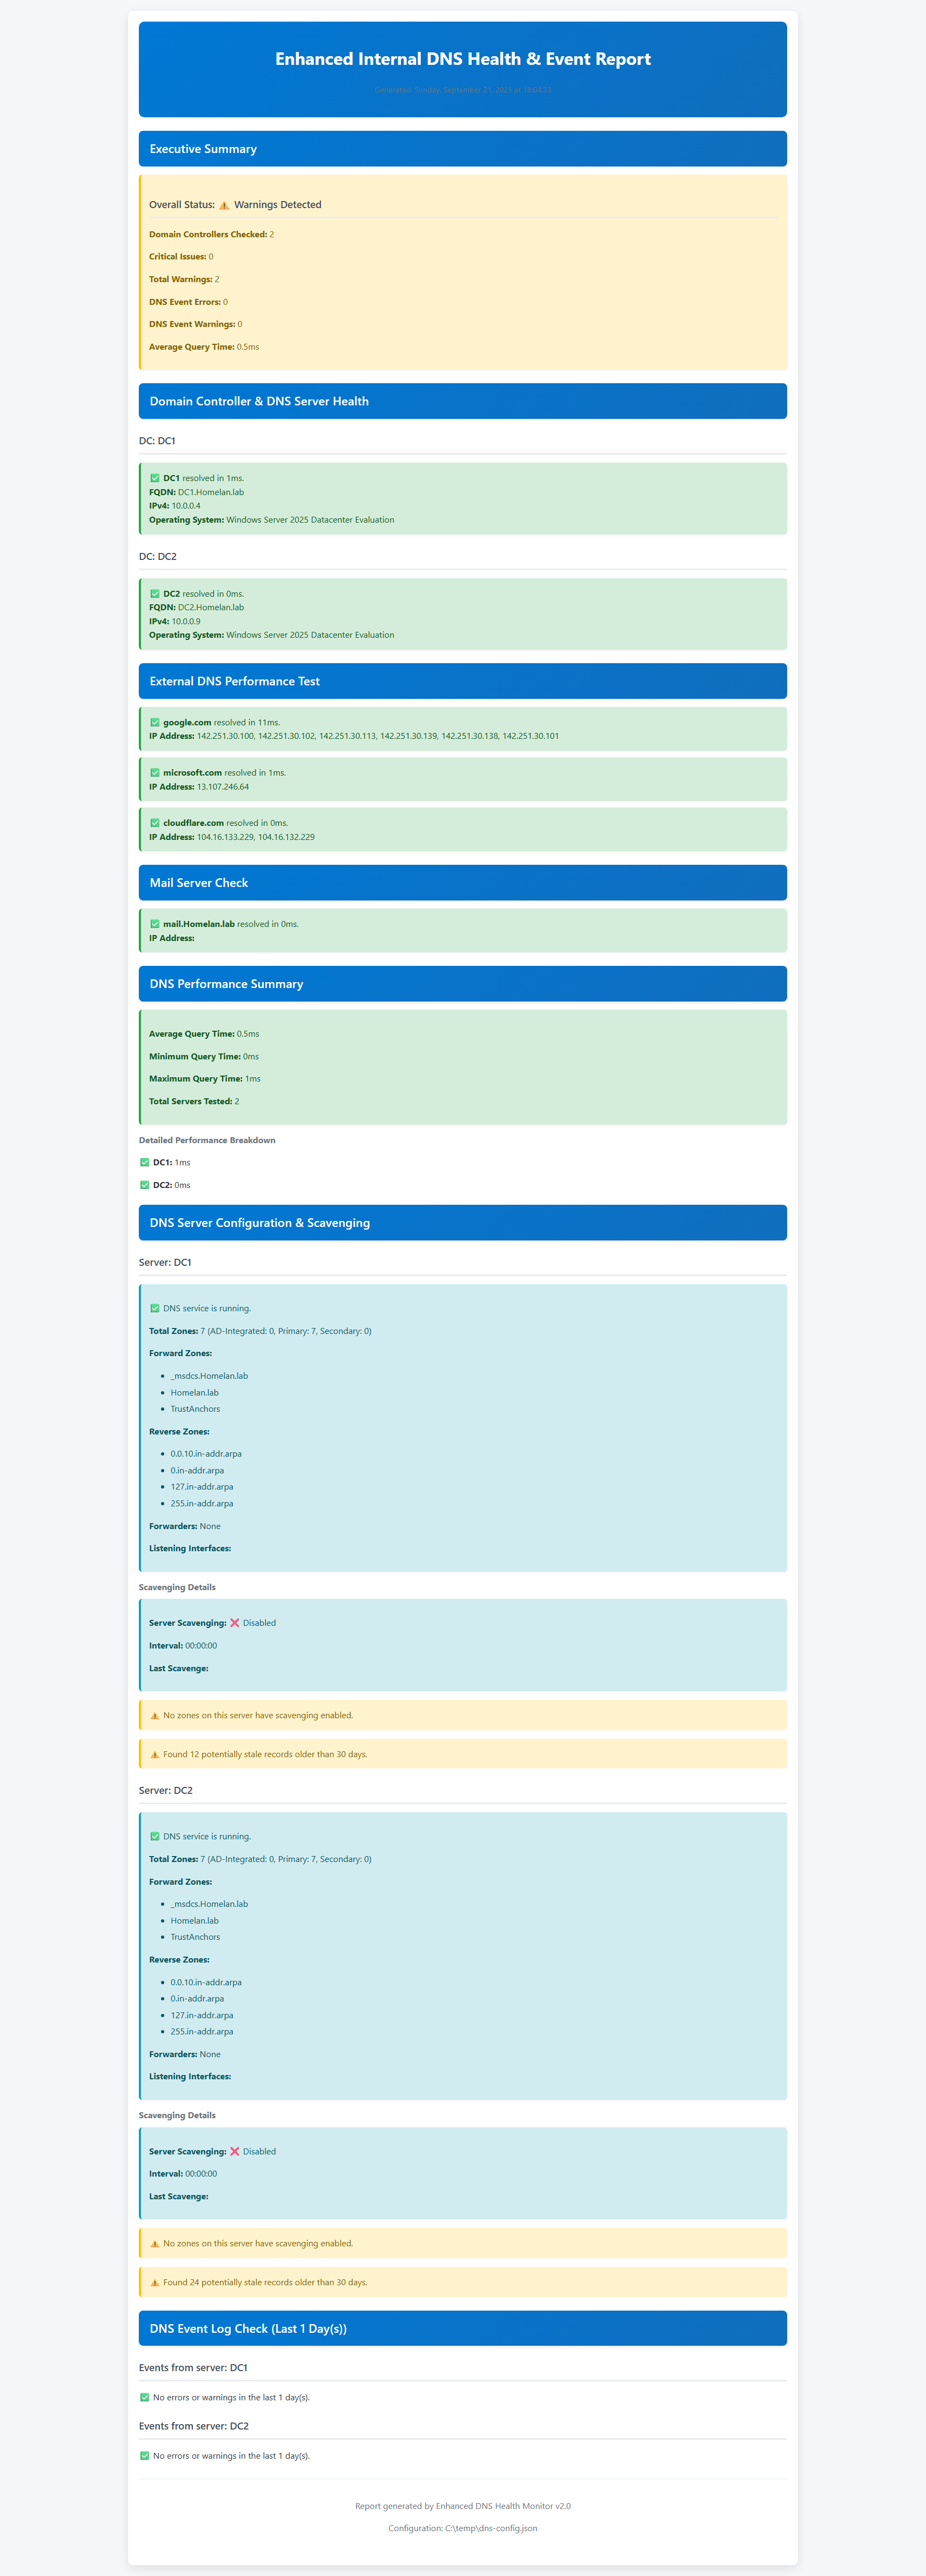 Enhanced Internal DNS Health & Event Report
Generated: Sunday, September 21, 2025 at
Executive Summary
Overall Status: ⚠️ Warnings Detected
Domain Controllers Checked: 2
Critical Issues: 0
Total Warnings: 2
DNS Event Errors: 0
DNS Event Warnings: 0
Average Query Time: 0.5ms
Domain Controller & DNS Server Health
DC: DC1
✅ DC1 resolved in 1ms.
FQDN: DC1.Homelan.lab
IPv4: 10.0.0.4
Operating System: Windows Server 2025 Datacenter Evaluation
DC: DC2
✅ DC2 resolved in 0ms.
FQDN: DC2.Homelan.lab
IPv4: 10.0.0.9
Operating System: Windows Server 2025 Datacenter Evaluation
External DNS Performance Test
✅ google.com resolved in 11ms.
IP Address: 142.251.30.100, 142.251.30.102, 142.251.30.113, 142.251.30.139, 142.251.30.138, 142.251.30.101
✅ microsoft.com resolved in 1ms.
IP Address: 13.107.246.64
✅ cloudflare.com resolved in 0ms.
IP Address: 104.16.133.229, 104.16.132.229
Mail Server Check
✅ mail.Homelan.lab resolved in 0ms.
IP Address:
DNS Performance Summary
Average Query Time: 0.5ms
Minimum Query Time: 0ms
Maximum Query Time: 1ms
Total Servers Tested: 2
Detailed Performance Breakdown
✅ DC1: 1ms
✅ DC2: 0ms
DNS Server Configuration & Scavenging
Server: DC1
✅ DNS service is running.
Total Zones: 7 (AD-Integrated: 0, Primary: 7, Secondary: 0)
Forward Zones:
• _msdcs.Homelan.lab
• Homelan.lab
• TrustAnchors
Reverse Zones:
• 0.0.10.in-addr.arpa
• 0.in-addr.arpa
• 127.in-addr.arpa
• 255.in-addr.arpa
Forwarders: None
Listening Interfaces:
Scavenging Details
Server Scavenging: ❌ Disabled
Interval: 00:00:00
Last Scavenge:
⚠️ No zones on this server have scavenging enabled.
⚠️ Found 12 potentially stale records older than 30 days.
Server: DC2
✅ DNS service is running.
Total Zones: 7 (AD-Integrated: 0, Primary: 7, Secondary: 0)
Forward Zones:
• _msdcs.Homelan.lab
• Homelan.lab
• TrustAnchors
Reverse Zones:
• 0.0.10.in-addr.arpa
• 0.in-addr.arpa
• 127.in-addr.arpa
• 255.in-addr.arpa
Forwarders: None
Listening Interfaces:
Scavenging Details
Server Scavenging: ❌ Disabled
Interval: 00:00:00
Last Scavenge:
⚠️ No zones on this server have scavenging enabled.
⚠️ Found 24 potentially stale records older than 30 days.
DNS Event Log Check (Last 1 Day(s))
Events from server: DC1
✅ No errors or warnings in the last 1 day(s).
Events from server: DC2
✅ No errors or warnings in the last 1 day(s).
Report generated by Enhanced DNS Health Monitor v2.0
Configuration: C:\temp\dns-config.json